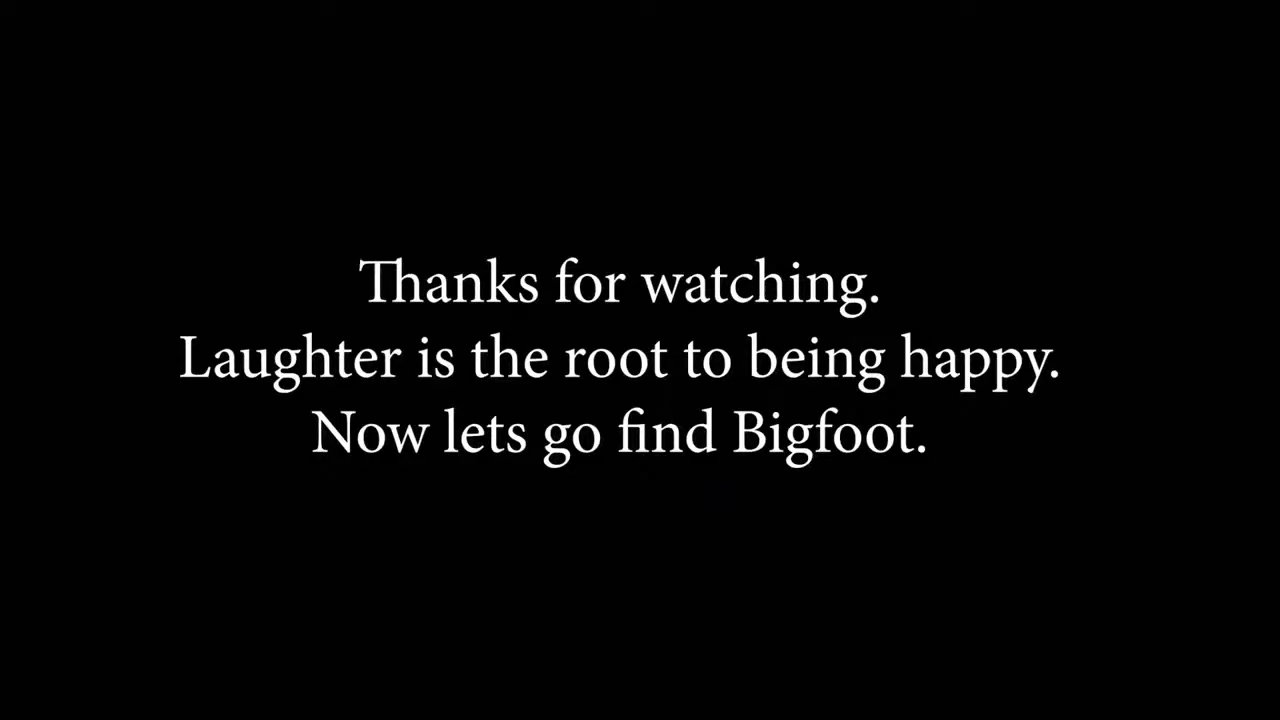 Thanks for watching.
Laughter is the root to being happy.
Now lets go find Bigfoot.